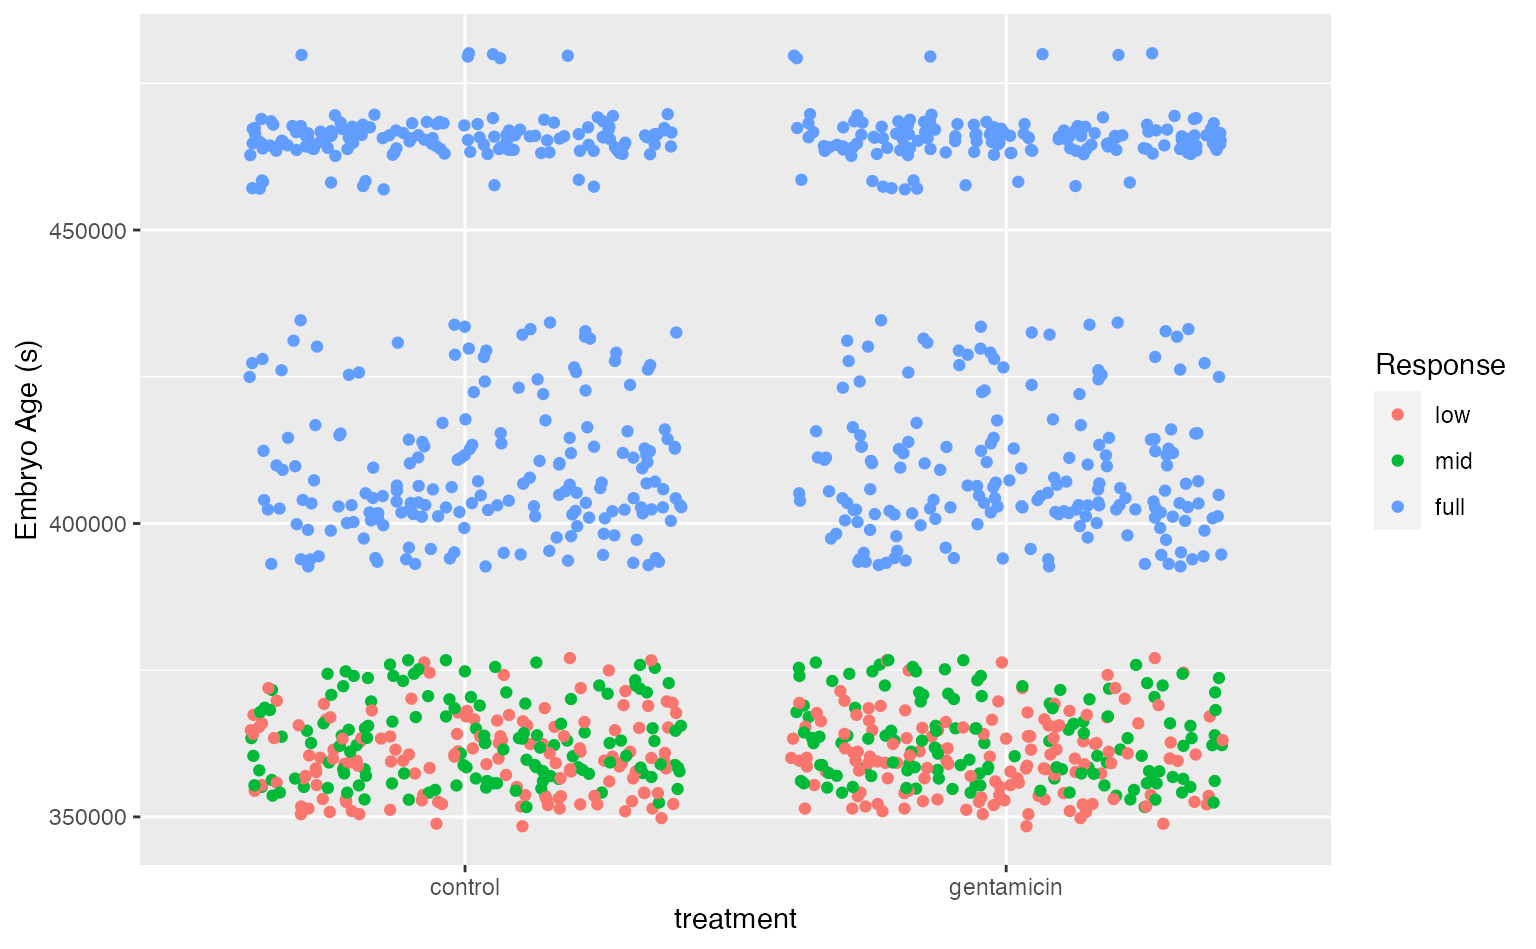 Embryo Age (s)
450000
400000
350000
control
gentamicin
treatment
Response
low
mid
full